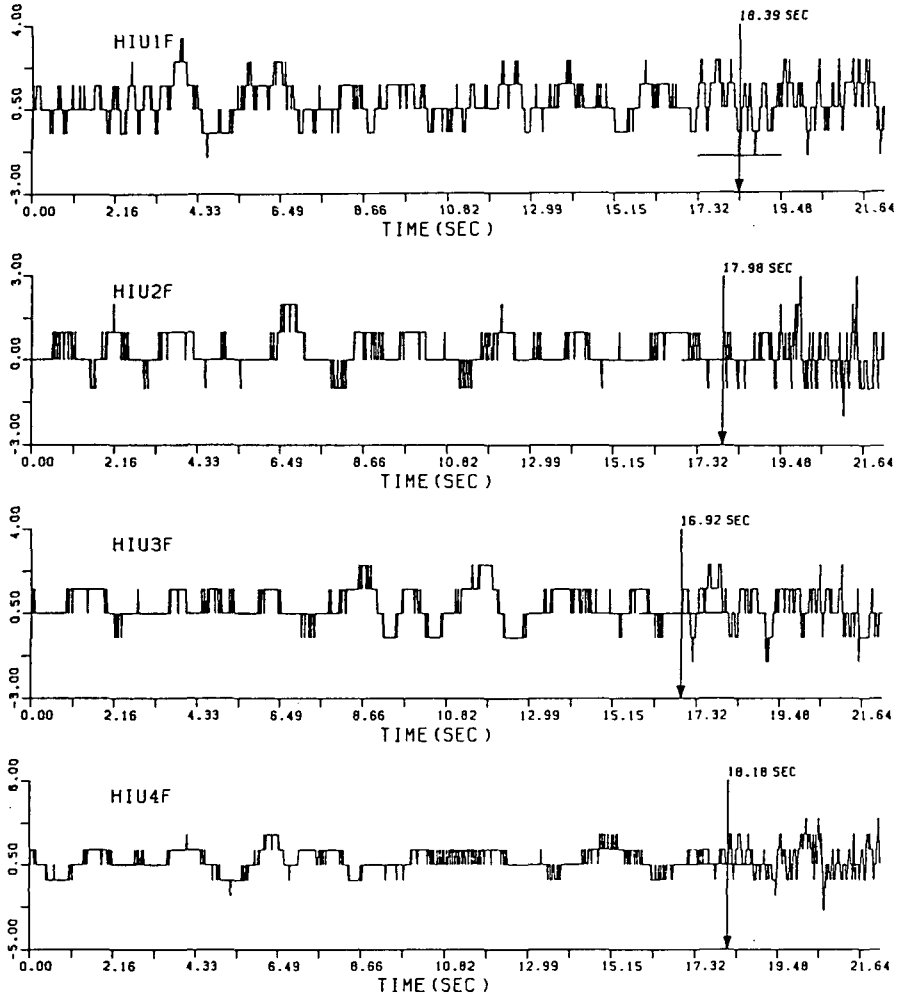 4.00
18.39 SEC
HIU1F
0.50
-3.00
0.00 2.16 4.33 6.49 8.66 10.82 12.99 15.15 17.32 19.48 21.64
TIME(SEC)
3.00
17.98 SEC
HIU2F
0.00
-3.00
0.00 2.16 4.33 6.49 8.66 10.82 12.99 15.15 17.32 19.48 21.64
TIME(SEC)
4.00
16.92 SEC
HIU3F
0.50
-3.00
0.00 2.16 4.33 6.49 8.66 10.82 12.99 15.15 17.32 19.48 21.64
TIME(SEC)
6.00
18.18 SEC
HIU4F
0.50
-5.00
0.00 2.16 4.33 6.49 8.66 10.82 12.99 15.15 17.32 19.48 21.64
TIME(SEC)